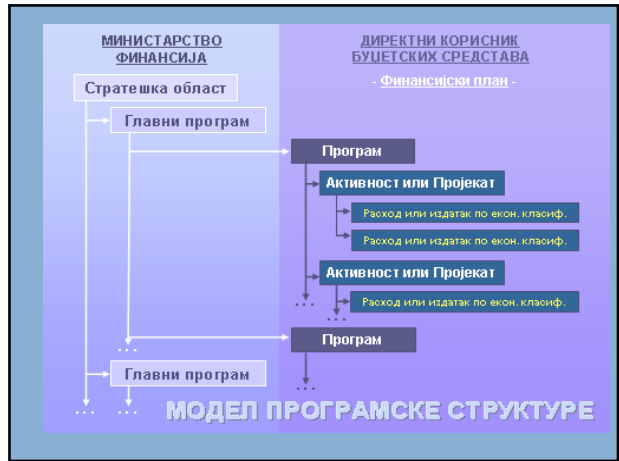 МИНИСТАРСТВО
ФИНАНСИЈА
ДИРЕКТНИ КОРИСНИК
БУЏЕТСКИХ СРЕДСТАВА
- Финансијски план -
Стратешка област
Главни програм
Програм
Активност или Пројекат
Расход или издатак по екон. класиф.
Расход или издатак по екон. класиф.
Активност или Пројекат
...
Расход или издатак по екон. класиф.
...
Програм
...
Главни програм
...
... ...
МОДЕЛ ПРОГРАМСКЕ СТРУКТУРЕ